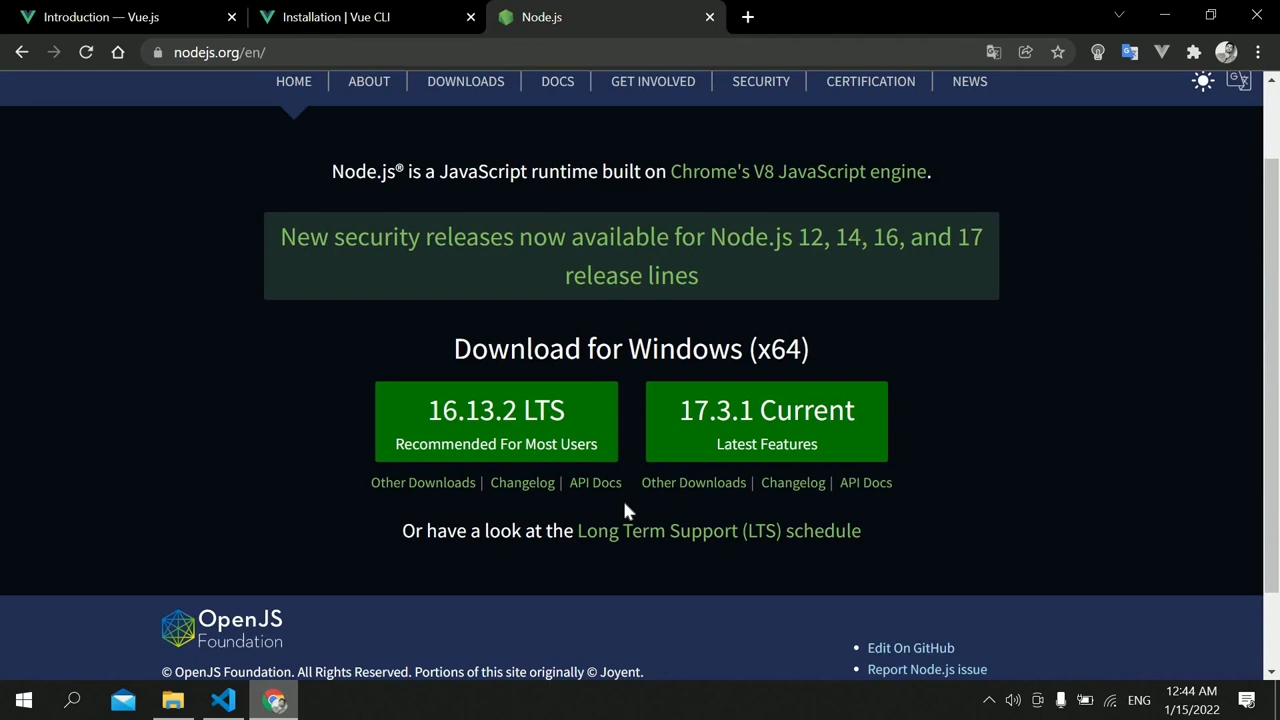 Introduction — Vue.js
Installation | Vue CLI
Node.js
nodejs.org/en/
HOME
ABOUT
DOWNLOADS
DOCS
GET INVOLVED
SECURITY
CERTIFICATION
NEWS
Node.js® is a JavaScript runtime built on Chrome's V8 JavaScript engine.
New security releases now available for Node.js 12, 14, 16, and 17
release lines
Download for Windows (x64)
16.13.2 LTS
Recommended For Most Users
17.3.1 Current
Latest Features
Other Downloads | Changelog | API Docs
Other Downloads | Changelog | API Docs
Or have a look at the Long Term Support (LTS) schedule
OpenJS
Foundation
© OpenJS Foundation. All Rights Reserved. Portions of this site originally © Joyent.
Edit On GitHub
Report Node.js issue
ENG
12:44 AM
1/15/2022